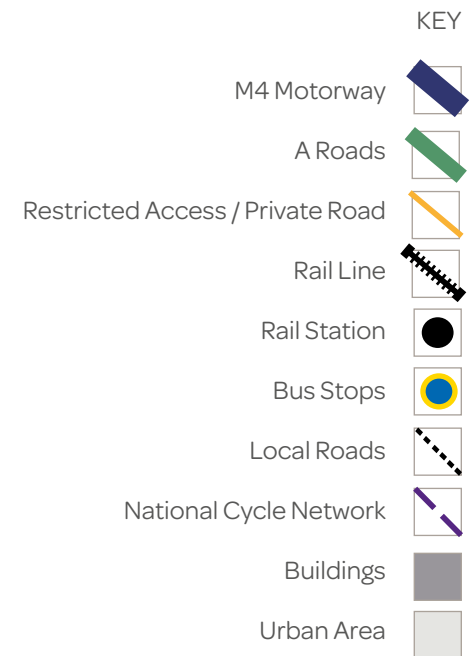 KEY
M4 Motorway
A Roads
Restricted Access / Private Road
Rail Line
Rail Station
Bus Stops
Local Roads
National Cycle Network
Buildings
Urban Area